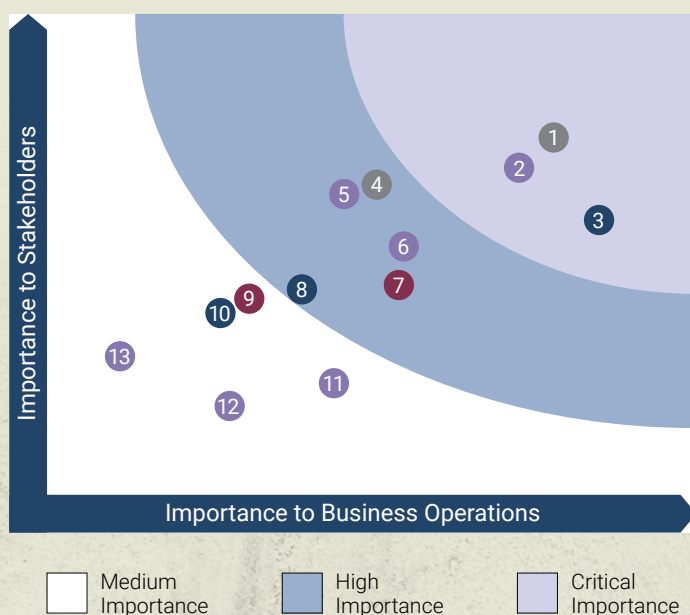 Importance to Stakeholders
1
2
3
4
5
6
7
8
9
10
11
12
13
Importance to Business Operations
Medium
Importance
High
Importance
Critical
Importance